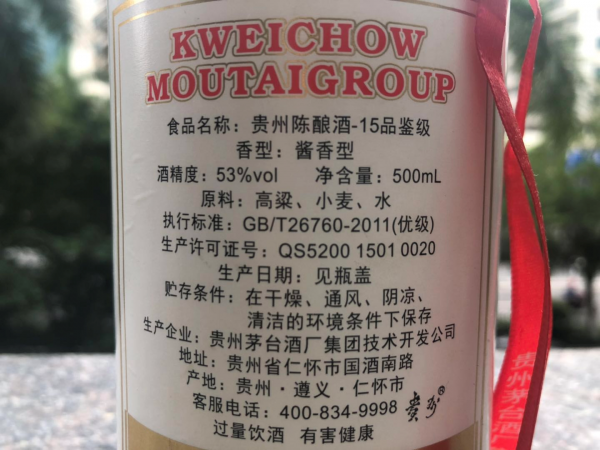 KWEICHOW
MOUTAIGROUP
食品名称：贵州陈酿酒-15品鉴级
香型：酱香型
酒精度：53%vol 净含量：500mL
原料：高粱、小麦、水
执行标准：GB/T26760-2011(优级)
生产许可证号：QS5200 1501 0020
生产日期：见瓶盖
贮存条件：在干燥、通风、阴凉、
清洁的环境条件下保存
生产企业：贵州茅台酒厂集团技术开发公司
地址：贵州省仁怀市国酒南路
产地：贵州·遵义·仁怀市
客服电话：400-834-9998
过量饮酒 有害健康
贵州茅台酒厂